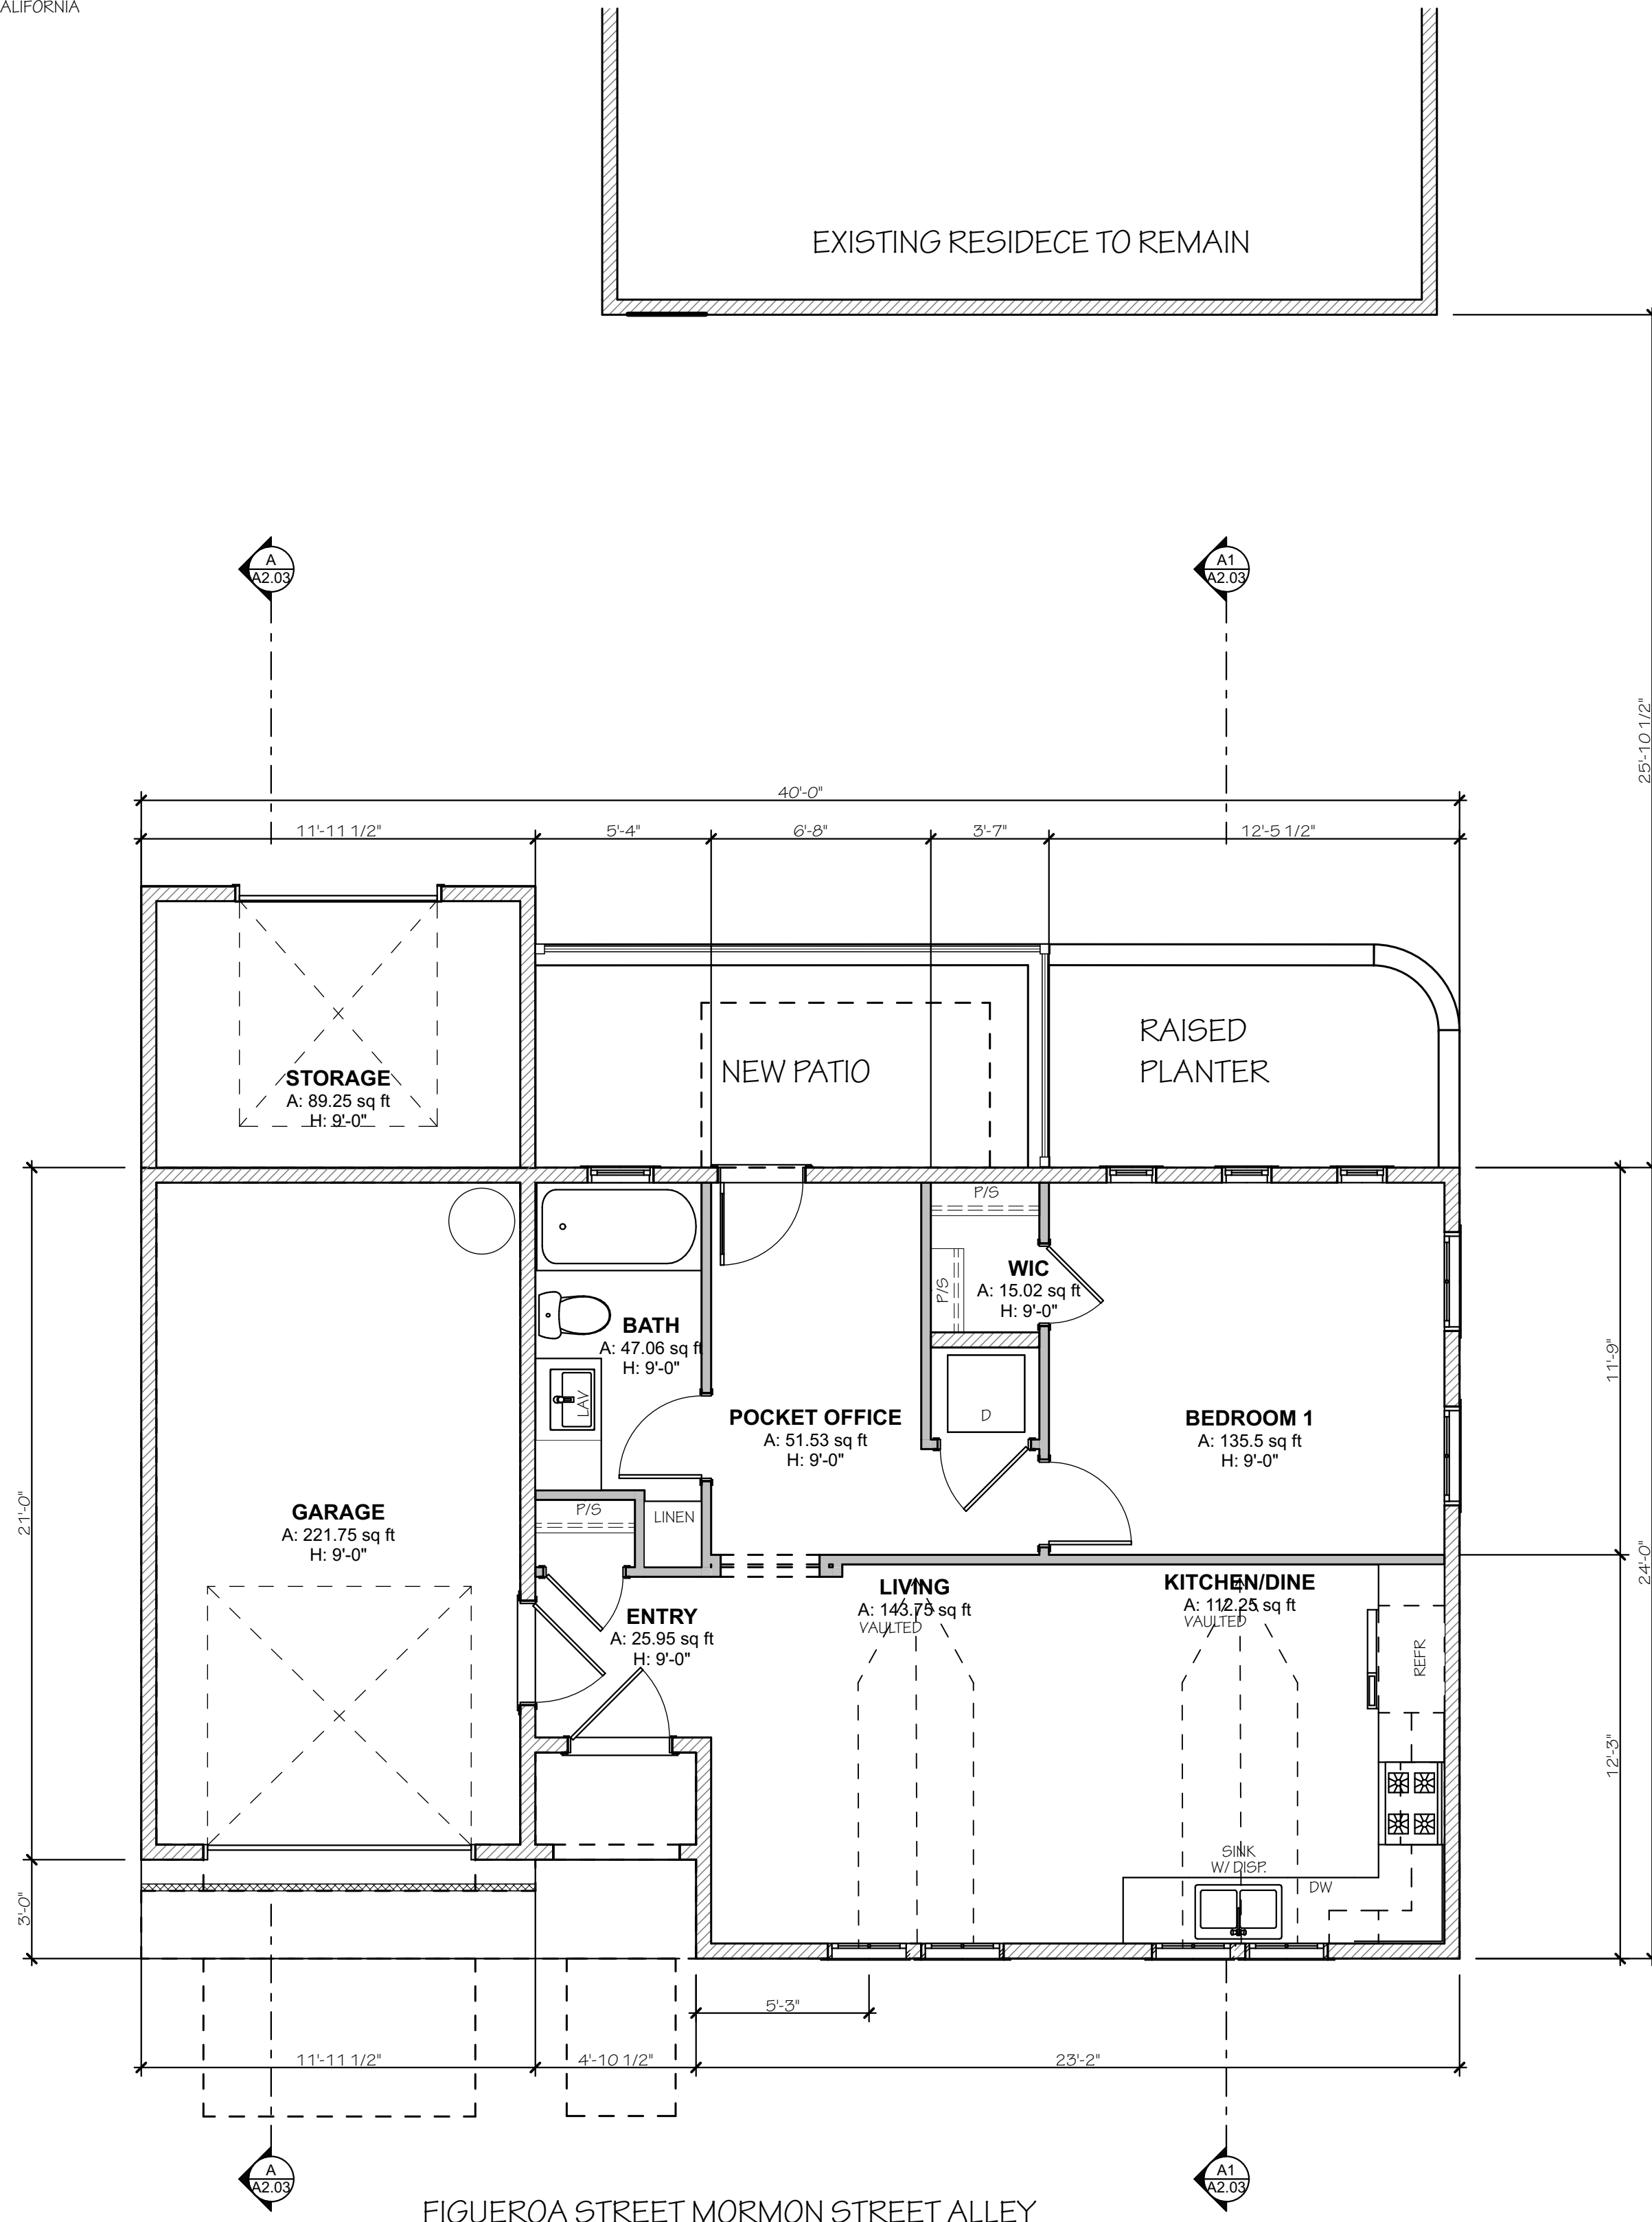 ALIFORNIA
EXISTING RESIDECE TO REMAIN
25'-10 1/2"
A
A2.03
A1
A2.03
40'-0"
11'-11 1/2"
5'-4"
6'-8"
3'-7"
12'-5 1/2"
STORAGE
A: 89.25 sq ft
H: 9'-0"
NEW PATIO
RAISED
PLANTER
P/S
P/S
WIC
A: 15.02 sq ft
H: 9'-0"
BATH
A: 47.06 sq ft
H: 9'-0"
LAV
POCKET OFFICE
A: 51.53 sq ft
H: 9'-0"
D
BEDROOM 1
A: 135.5 sq ft
H: 9'-0"
11'-9"
21'-0"
GARAGE
A: 221.75 sq ft
H: 9'-0"
P/S
LINEN
24'-0"
ENTRY
A: 25.95 sq ft
H: 9'-0"
LIVING
A: 143.75 sq ft
VAULTED
KITCHEN/DINE
A: 112.25 sq ft
VAULTED
REFR
12'-3"
SINK
W/ DISP.
DW
3'-0"
5'-3"
11'-11 1/2"
4'-10 1/2"
23'-2"
A
A2.03
A1
A2.03
FIGUEROA STREET MORMON STREET ALLEY